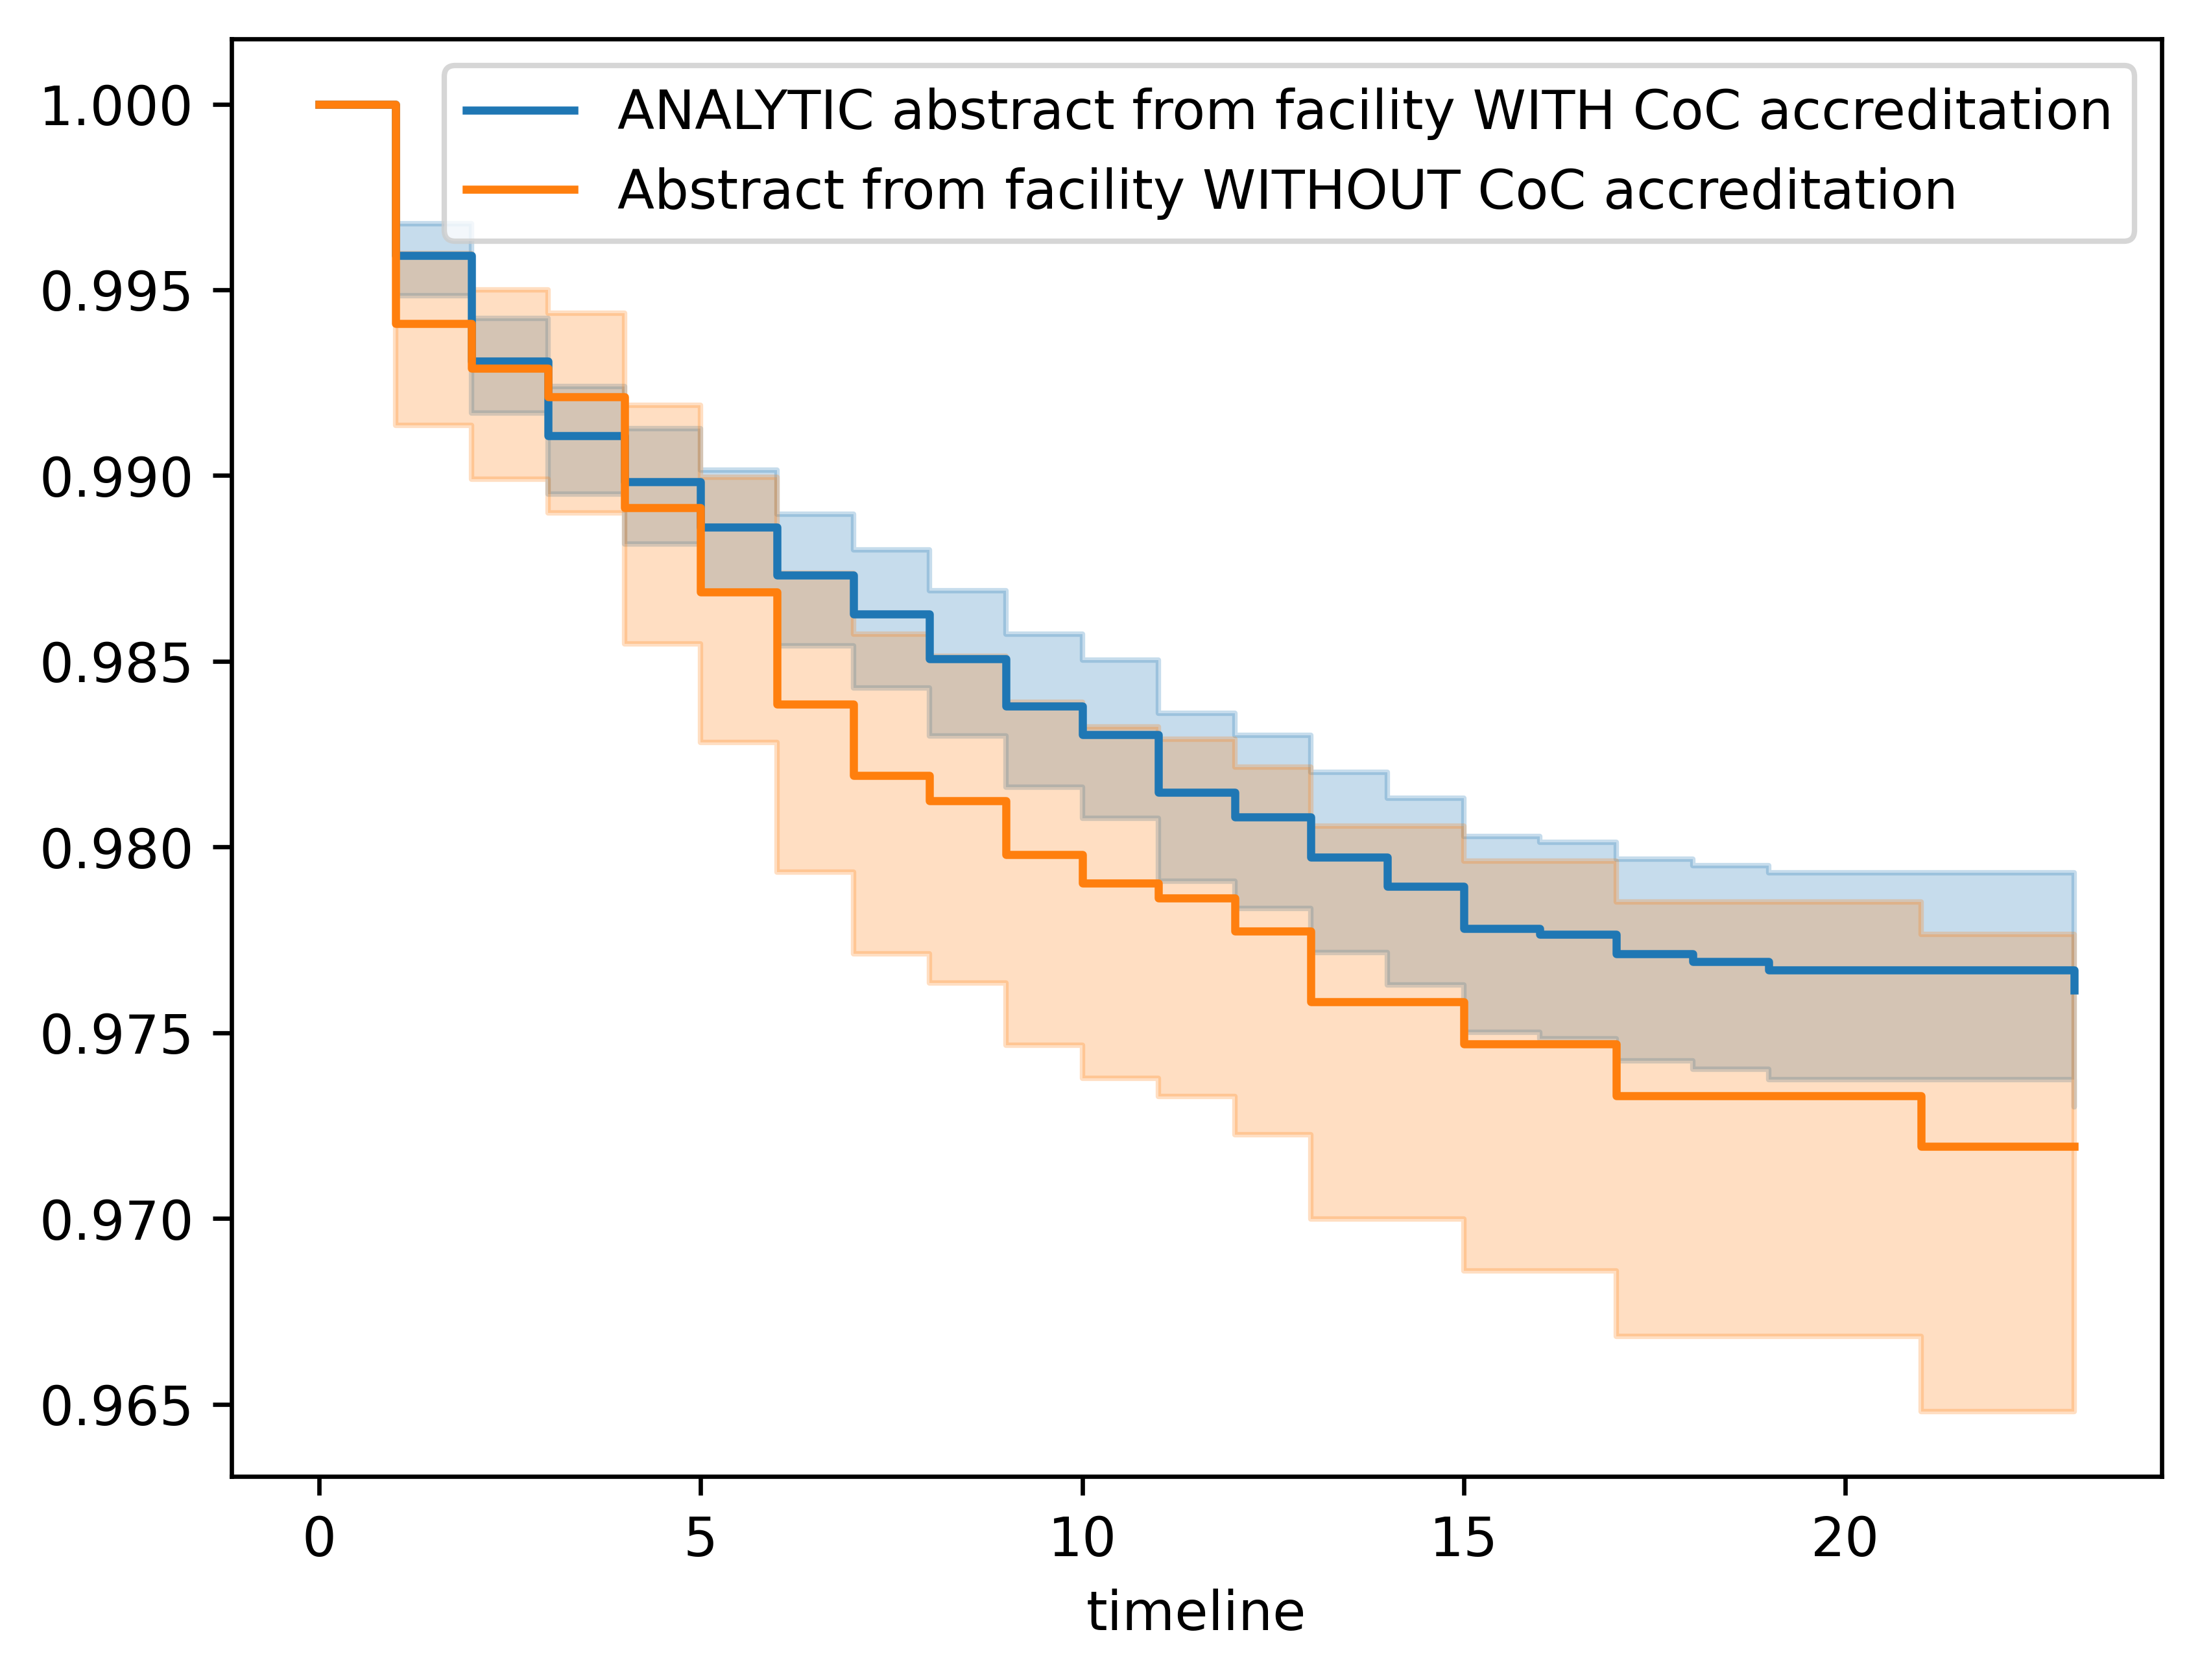 ANALYTIC abstract from facility WITH CoC accreditation
Abstract from facility WITHOUT CoC accreditation
1.000
0.995
0.990
0.985
0.980
0.975
0.970
0.965
0 5 10 15 20
timeline